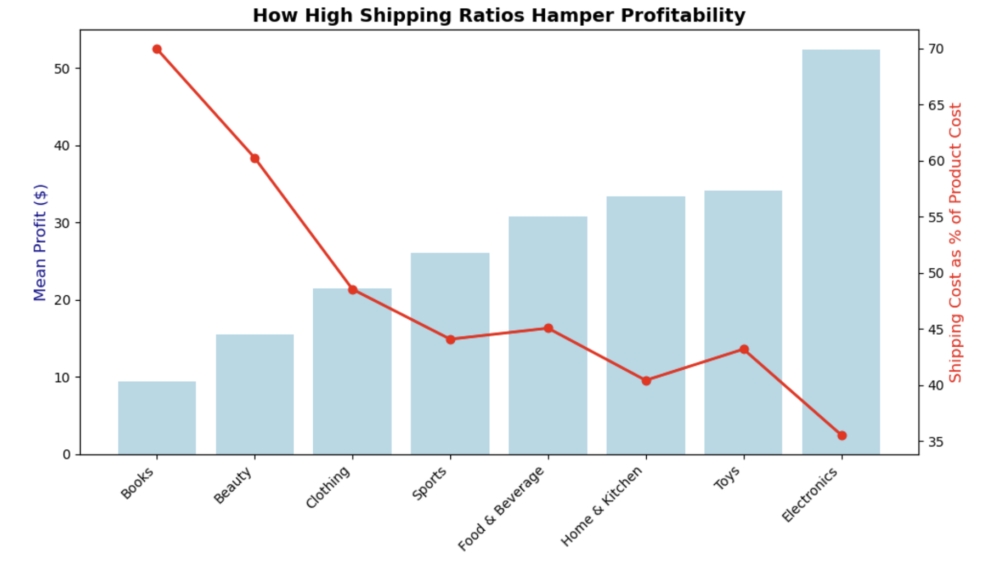 How High Shipping Ratios Hamper Profitability
Mean Profit ($)
50
40
30
20
10
0
70
65
60
55
50
45
40
35
Shipping Cost as % of Product Cost
Books
Beauty
Clothing
Sports
Food & Beverage
Home & Kitchen
Toys
Electronics